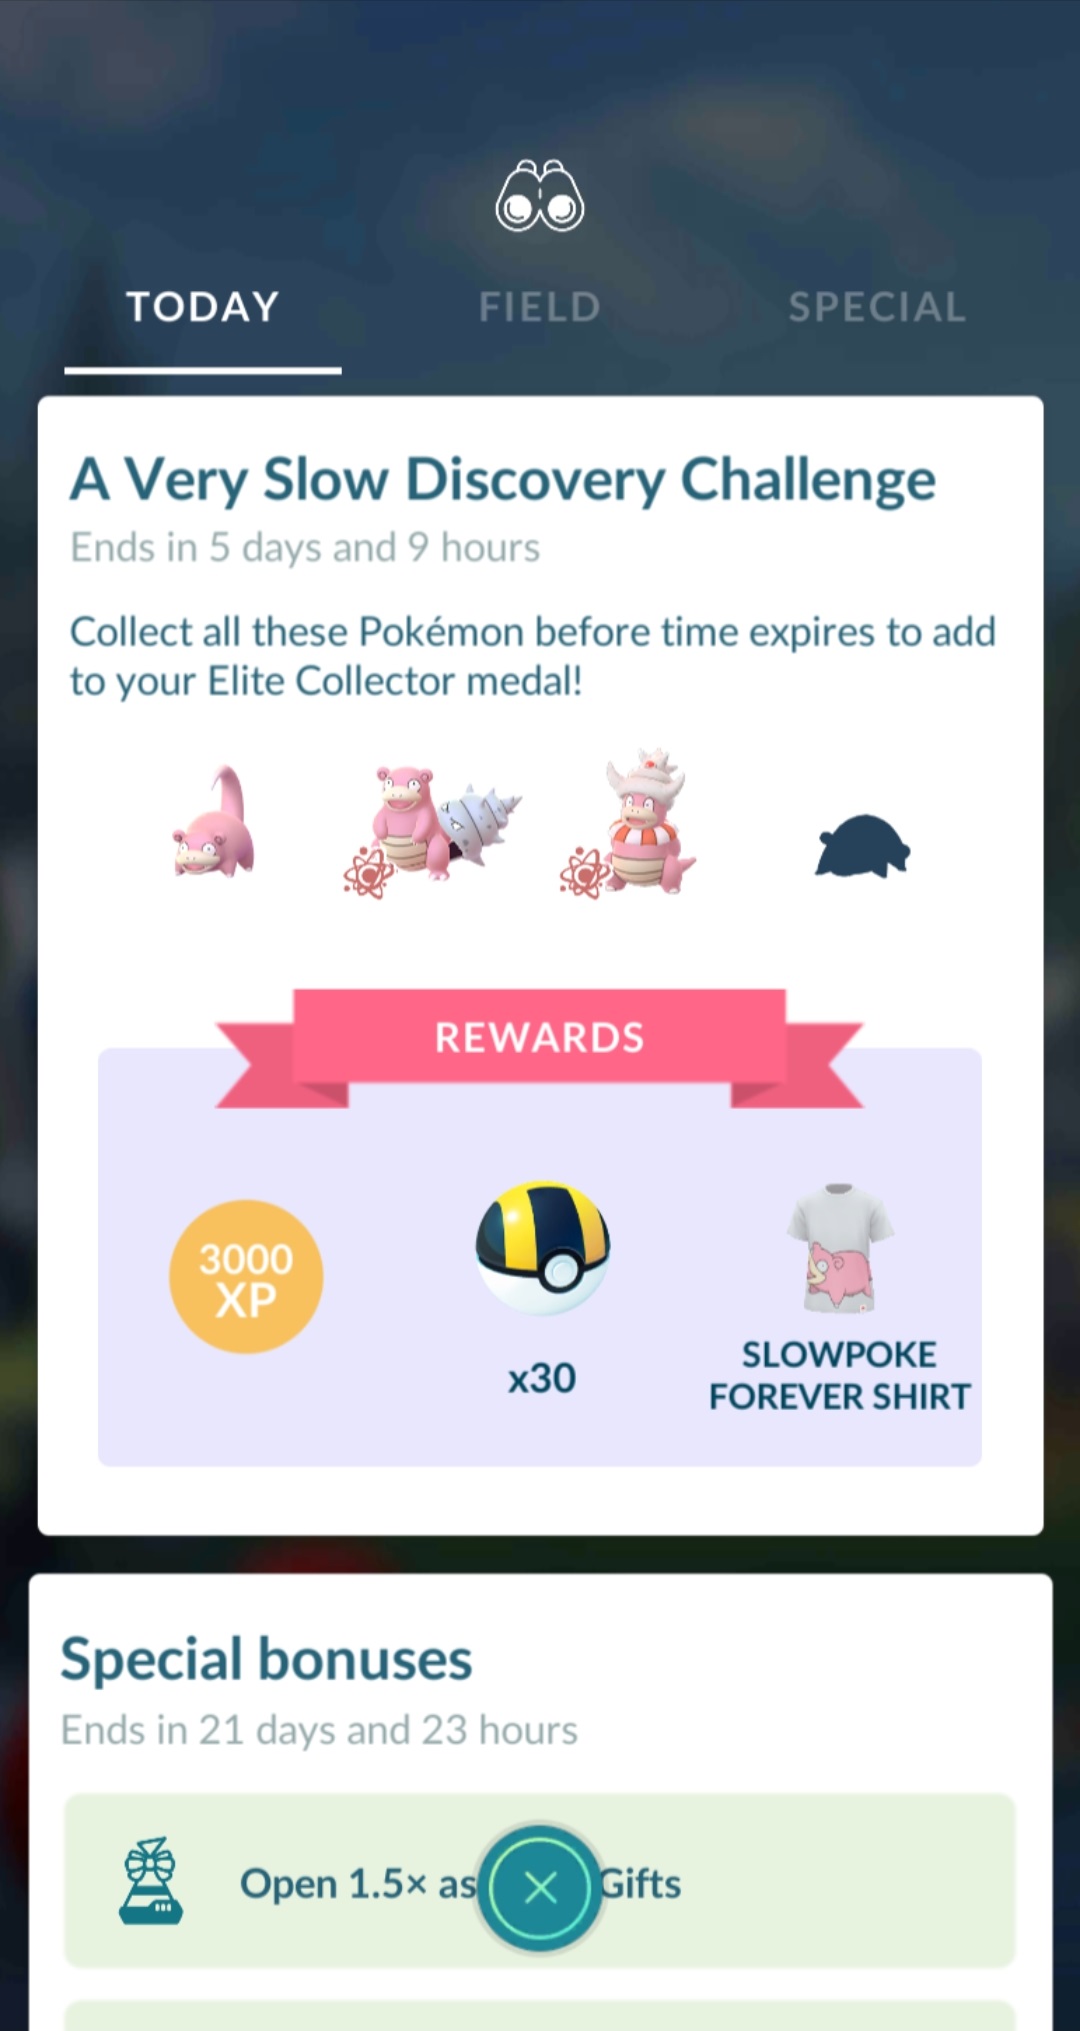 TODAY
FIELD
SPECIAL
A Very Slow Discovery Challenge
Ends in 5 days and 9 hours
Collect all these Pokémon before time expires to add
to your Elite Collector medal!
REWARDS
3000
XP
x30
SLOWPOKE
FOREVER SHIRT
Special bonuses
Ends in 21 days and 23 hours
Open 1.5× as Gifts